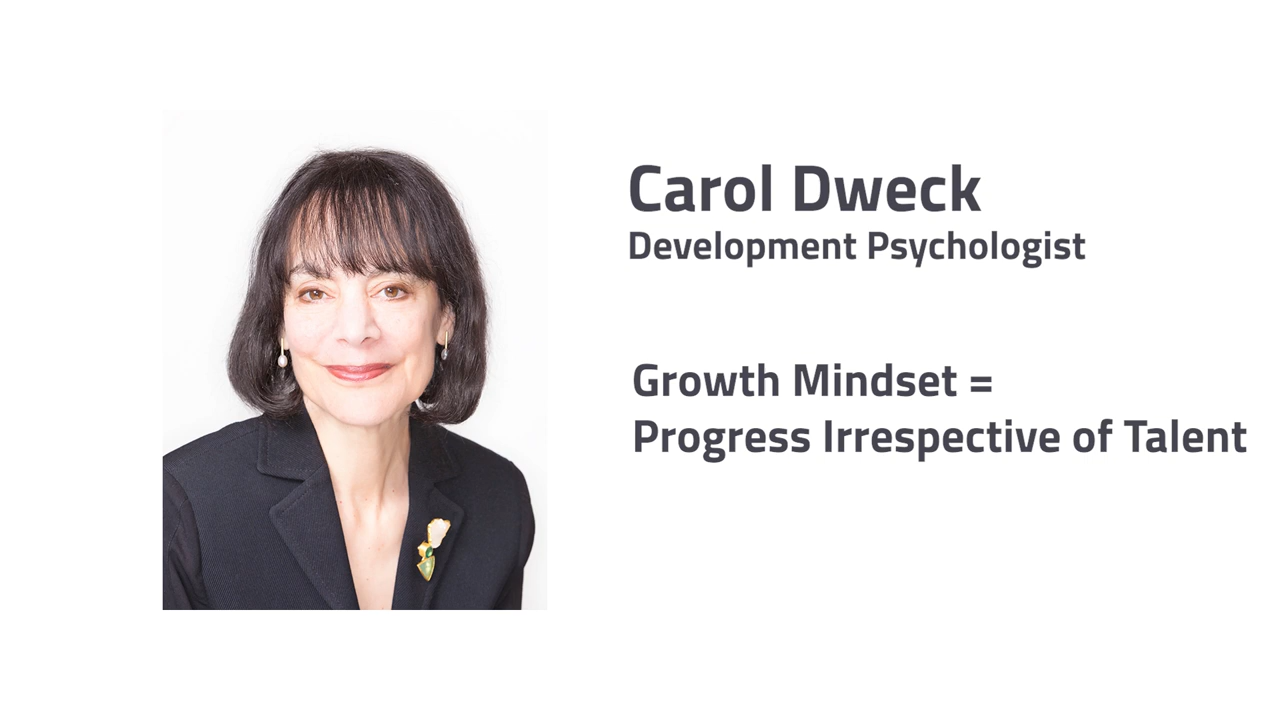 Carol Dweck
Development Psychologist
Growth Mindset =
Progress Irrespective of Talent